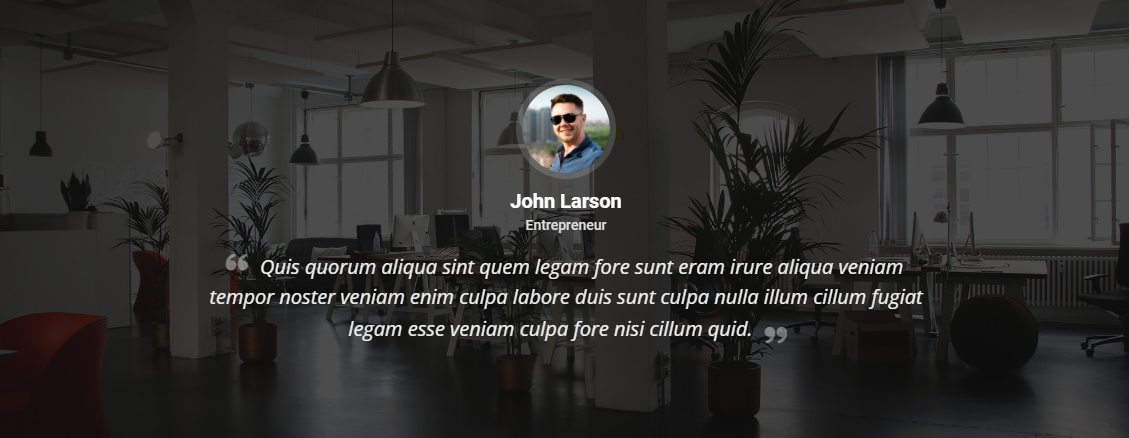 John Larson
Entrepreneur
“ Quis quorum aliqua sint quem legam fore sunt eram irure aliqua veniam
tempor noster veniam enim culpa labore duis sunt culpa nulla illum cillum fugiat
legam esse veniam culpa fore nisi cillum quid. ”